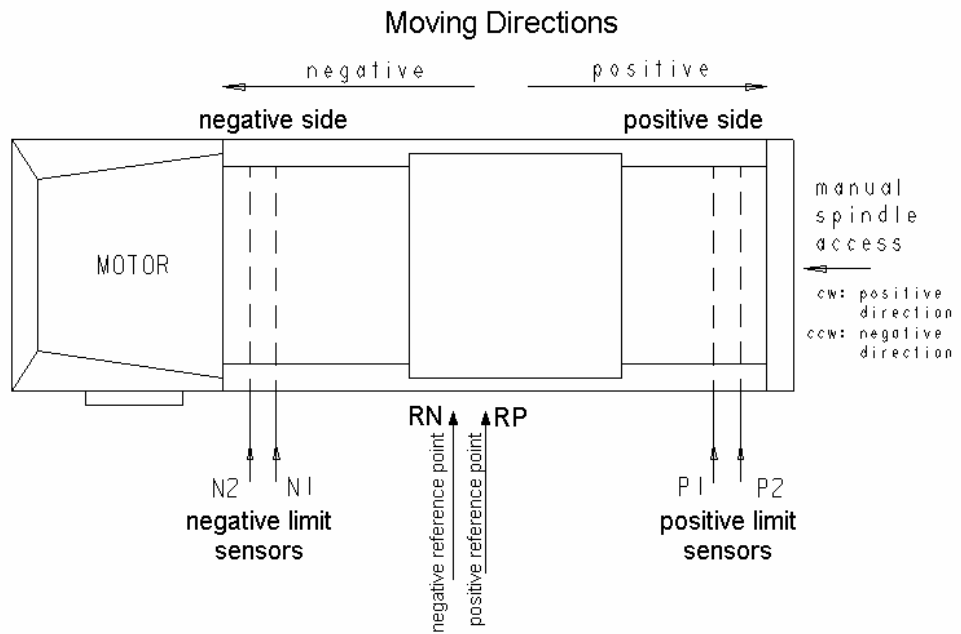 Moving Directions
negative
positive
negative side
positive side
MOTOR
manual
spindle
access
cw: positive
direction
ccw: negative
direction
RN
RP
negative reference point
positive reference point
N2
N1
negative limit
sensors
P1
P2
positive limit
sensors